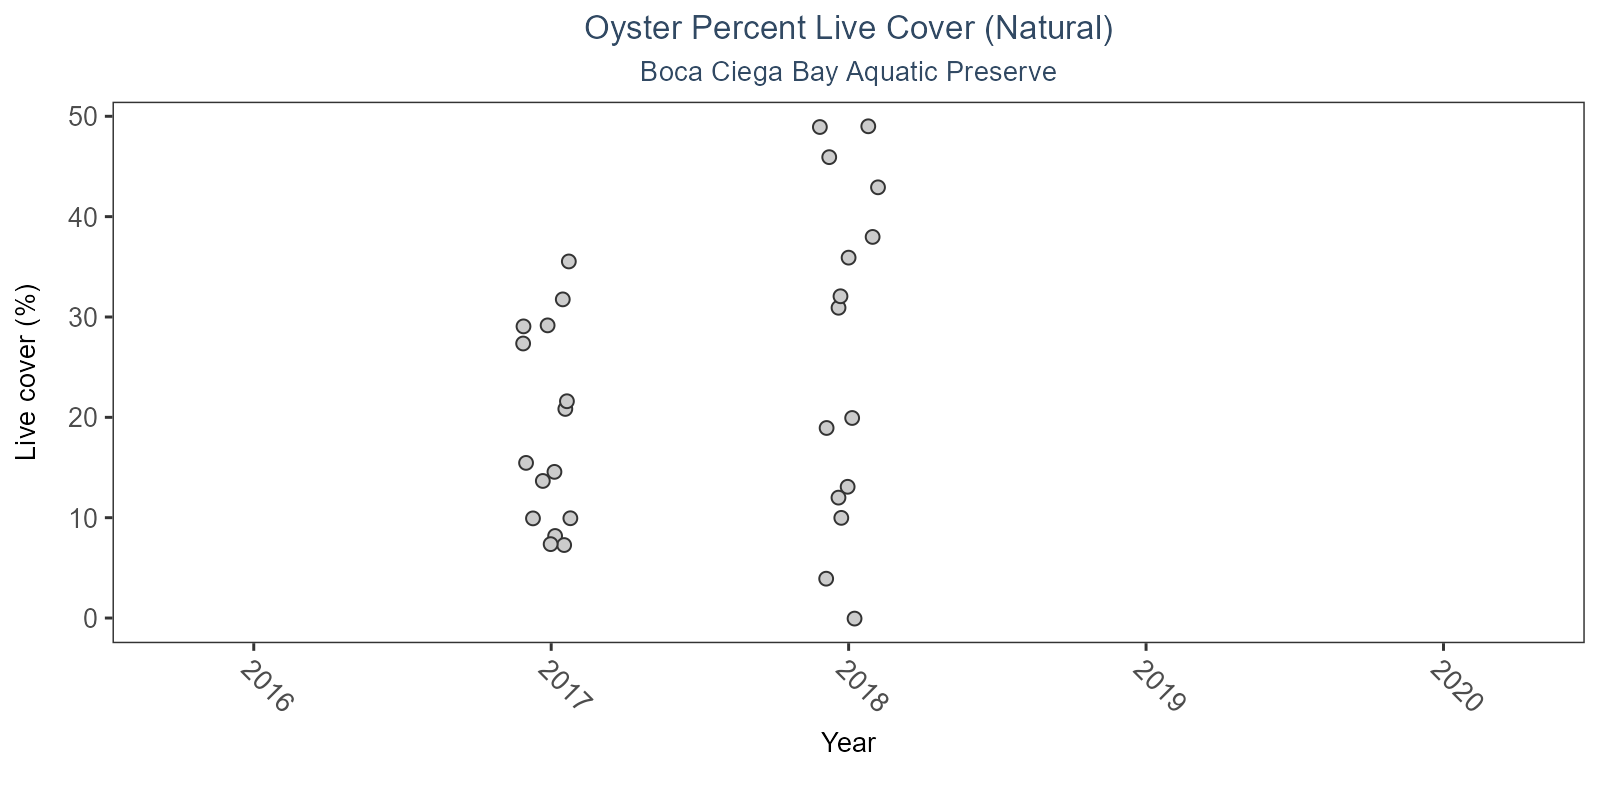 Oyster Percent Live Cover (Natural)
Boca Ciega Bay Aquatic Preserve
Live cover (%)
50
40
30
20
10
0
2016
2017
2018
2019
2020
Year